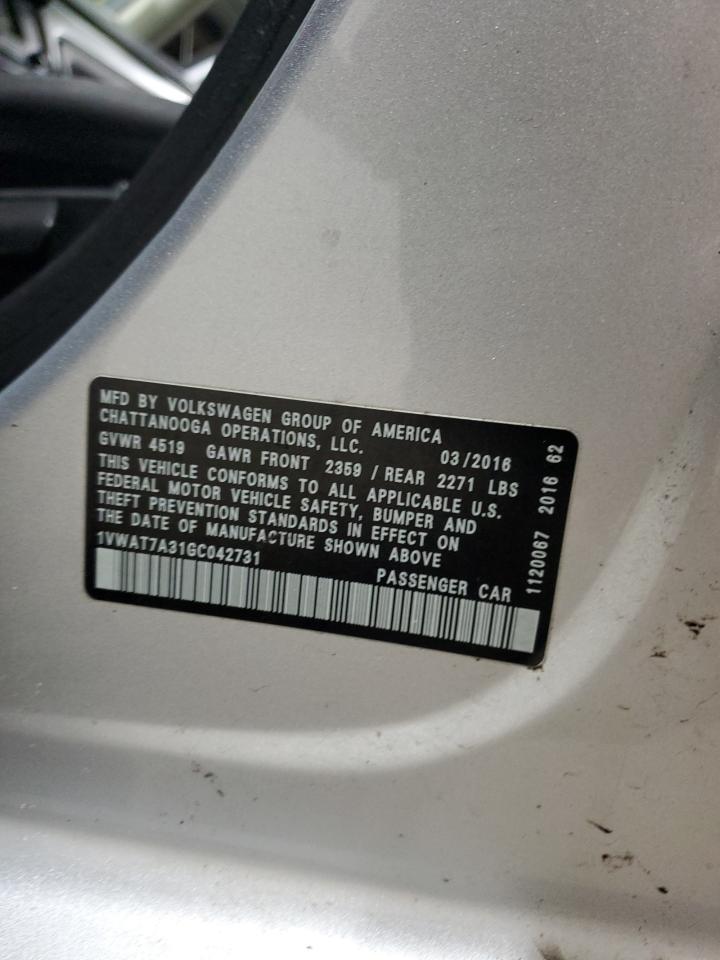 MFD BY VOLKSWAGEN GROUP OF AMERICA
CHATTANOOGA OPERATIONS, LLC.
03/2016
GVWR 4519 GAWR FRONT 2359 / REAR 2271 LBS
THIS VEHICLE CONFORMS TO ALL APPLICABLE U.S.
FEDERAL MOTOR VEHICLE SAFETY, BUMPER AND
THEFT PREVENTION STANDARDS IN EFFECT ON
THE DATE OF MANUFACTURE SHOWN ABOVE
1VWAT7A31GC042731
PASSENGER CAR
1120067 2016 62